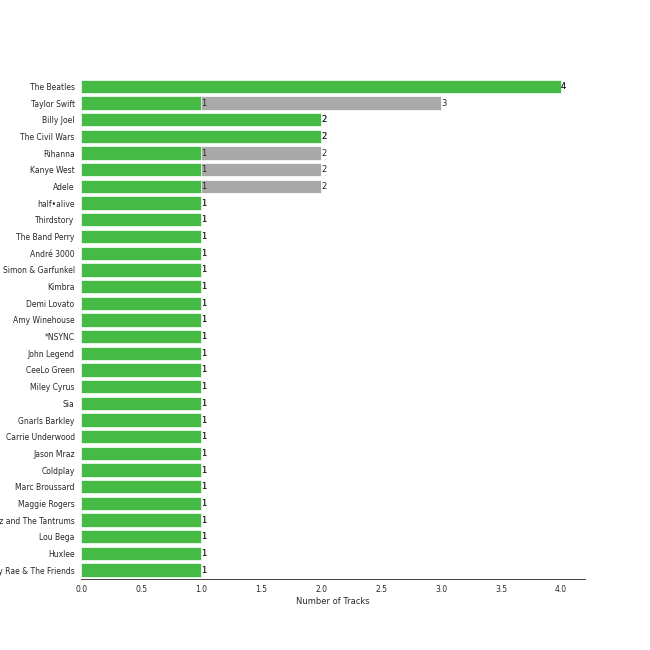 The Beatles 4
Taylor Swift 1 3
Billy Joel 2
The Civil Wars 2
Rihanna 1 2
Kanye West 1 2
Adele 1 2
half•alive 1
Thirdstory 1
The Band Perry 1
André 3000 1
Simon & Garfunkel 1
Kimbra 1
Demi Lovato 1
Amy Winehouse 1
*NSYNC 1
John Legend 1
CeeLo Green 1
Miley Cyrus 1
Sia 1
Gnarls Barkley 1
Carrie Underwood 1
Jason Mraz 1
Coldplay 1
Marc Broussard 1
Maggie Rogers 1
z and The Tantrums 1
Lou Bega 1
Huxlee 1
y Rae & The Friends 1
0.0 0.5 1.0 1.5 2.0 2.5 3.0 3.5 4.0
Number of Tracks